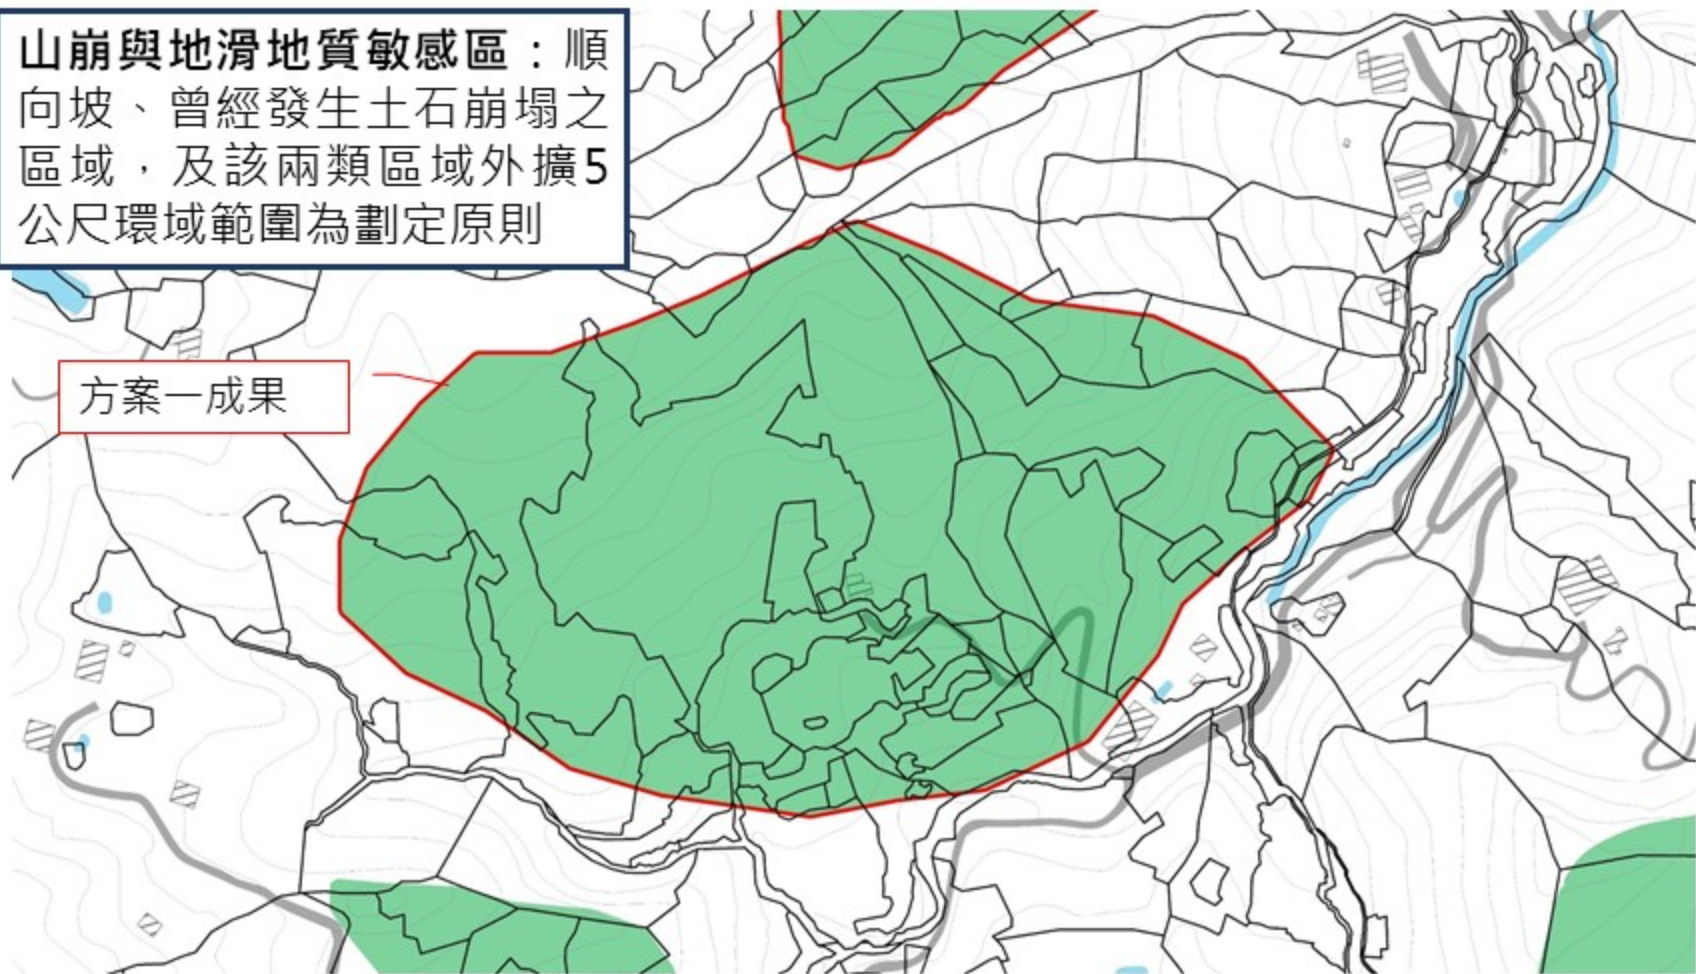 山崩與地滑地質敏感區：順
向坡、曾經發生土石崩塌之
區域，及該兩類區域外擴5
公尺環域範圍為劃定原則
方案一成果